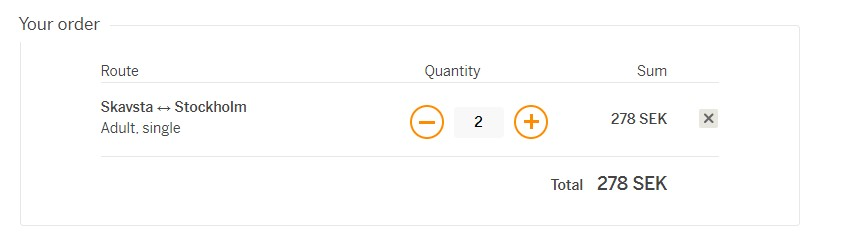 Your order
Route Quantity Sum
Skavsta ↔ Stockholm
Adult, single
2
278 SEK
Total 278 SEK